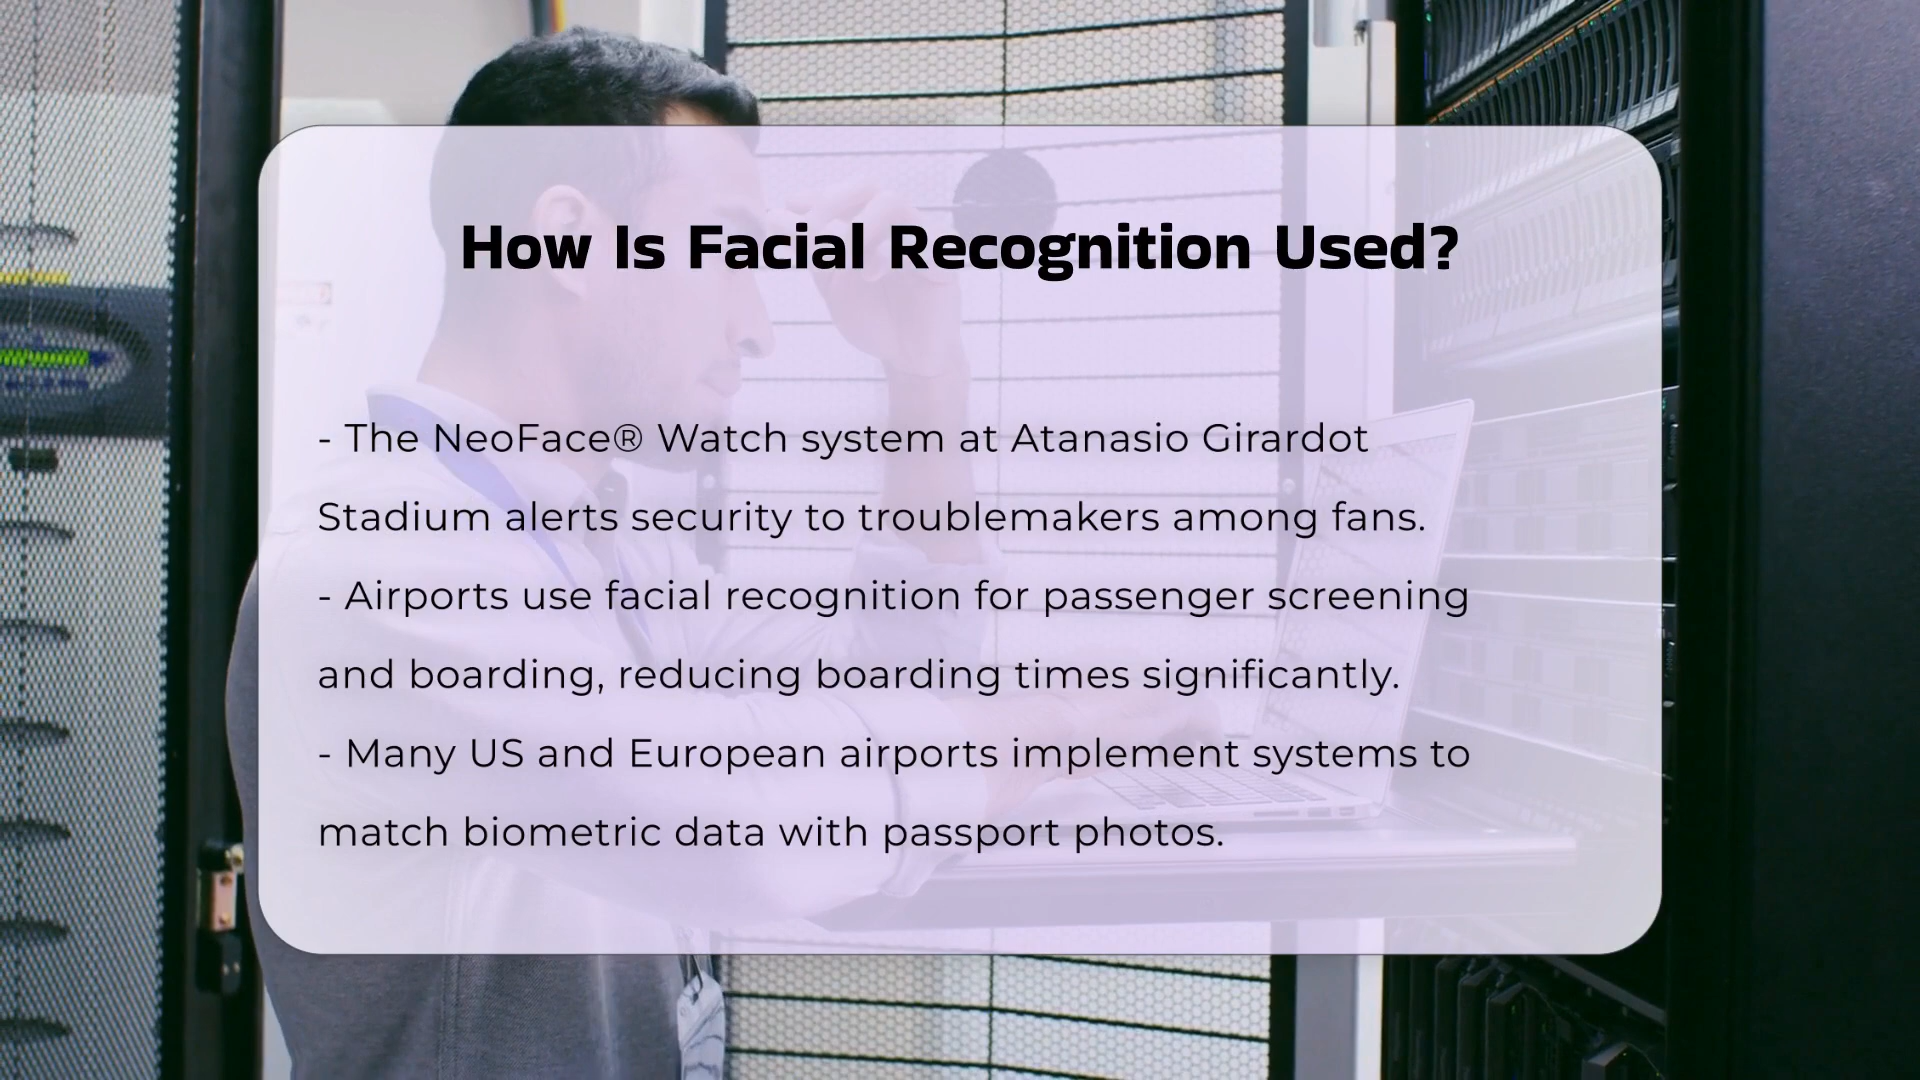 How Is Facial Recognition Used?
- The NeoFace® Watch system at Atanasio Girardot
Stadium alerts security to troublemakers among fans.
- Airports use facial recognition for passenger screening
and boarding, reducing boarding times significantly.
- Many US and European airports implement systems to
match biometric data with passport photos.